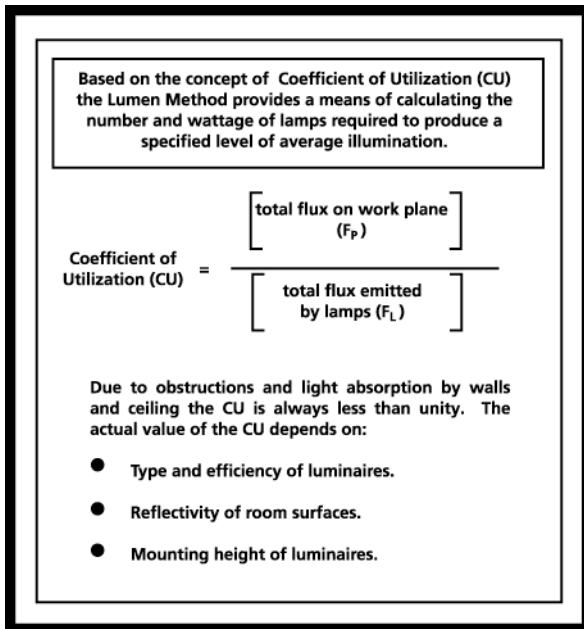 Based on the concept of Coefficient of Utilization (CU)
the Lumen Method provides a means of calculating the
number and wattage of lamps required to produce a
specified level of average illumination.
total flux on work plane
(F_P)
Coefficient of
Utilization (CU) =
total flux emitted
by lamps (F_L)
Due to obstructions and light absorption by walls
and ceiling the CU is always less than unity. The
actual value of the CU depends on:
● Type and efficiency of luminaires.
● Reflectivity of room surfaces.
● Mounting height of luminaires.